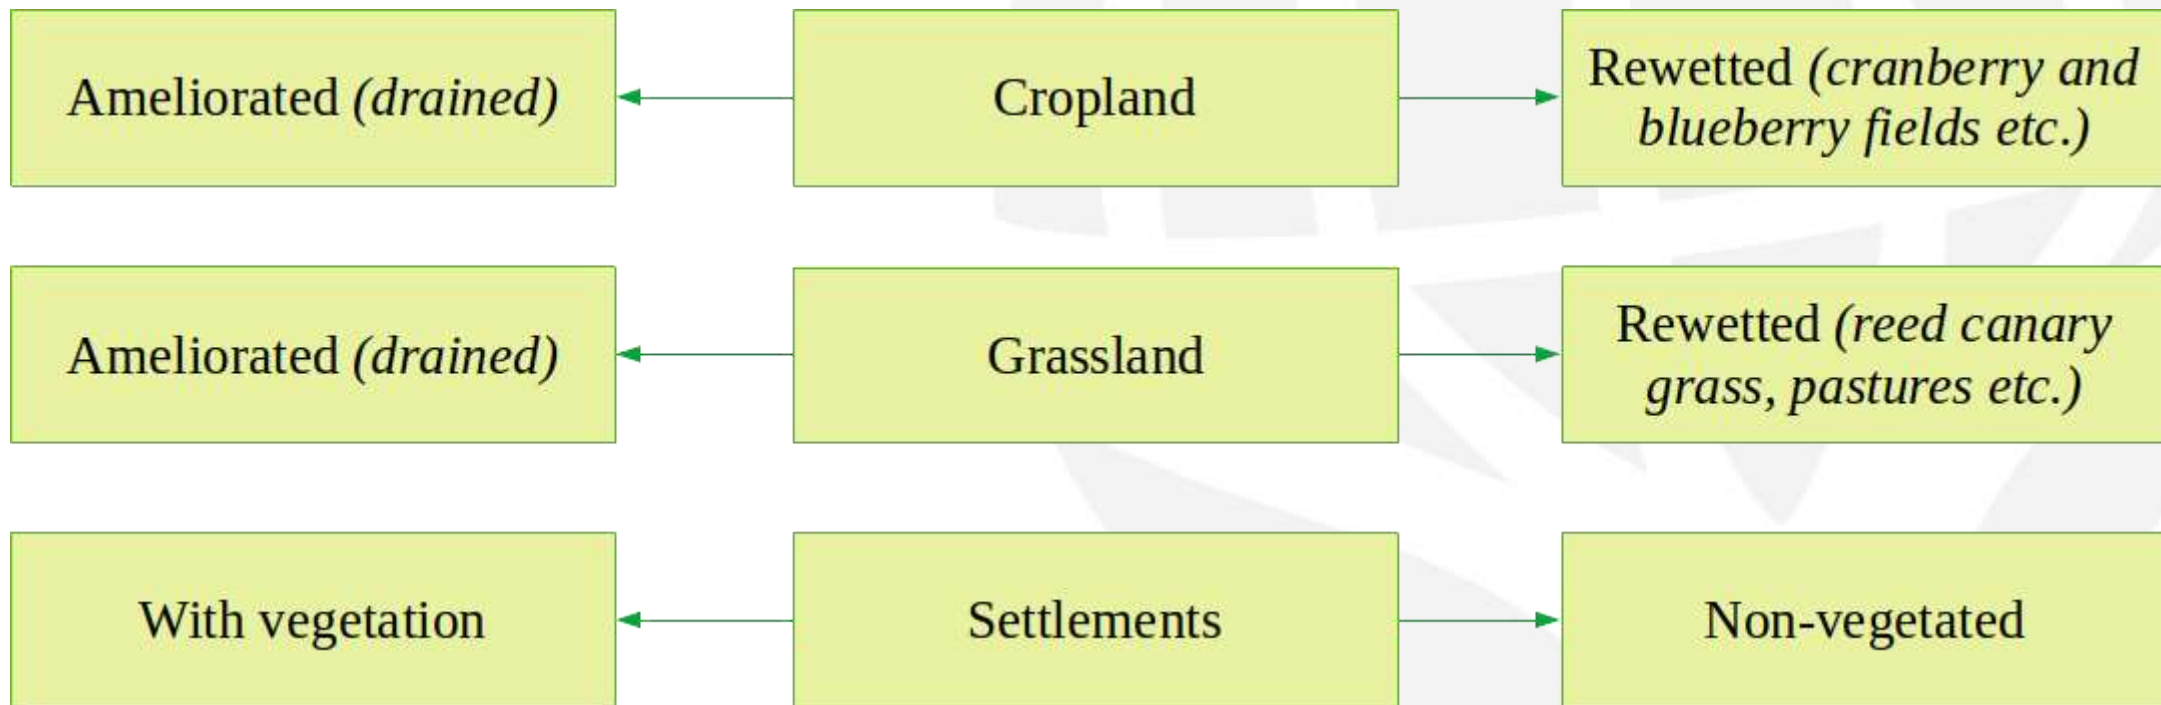 Ameliorated (drained)
Cropland
Rewetted (cranberry and
blueberry fields etc.)
Ameliorated (drained)
Grassland
Rewetted (reed canary
grass, pastures etc.)
With vegetation
Settlements
Non-vegetated